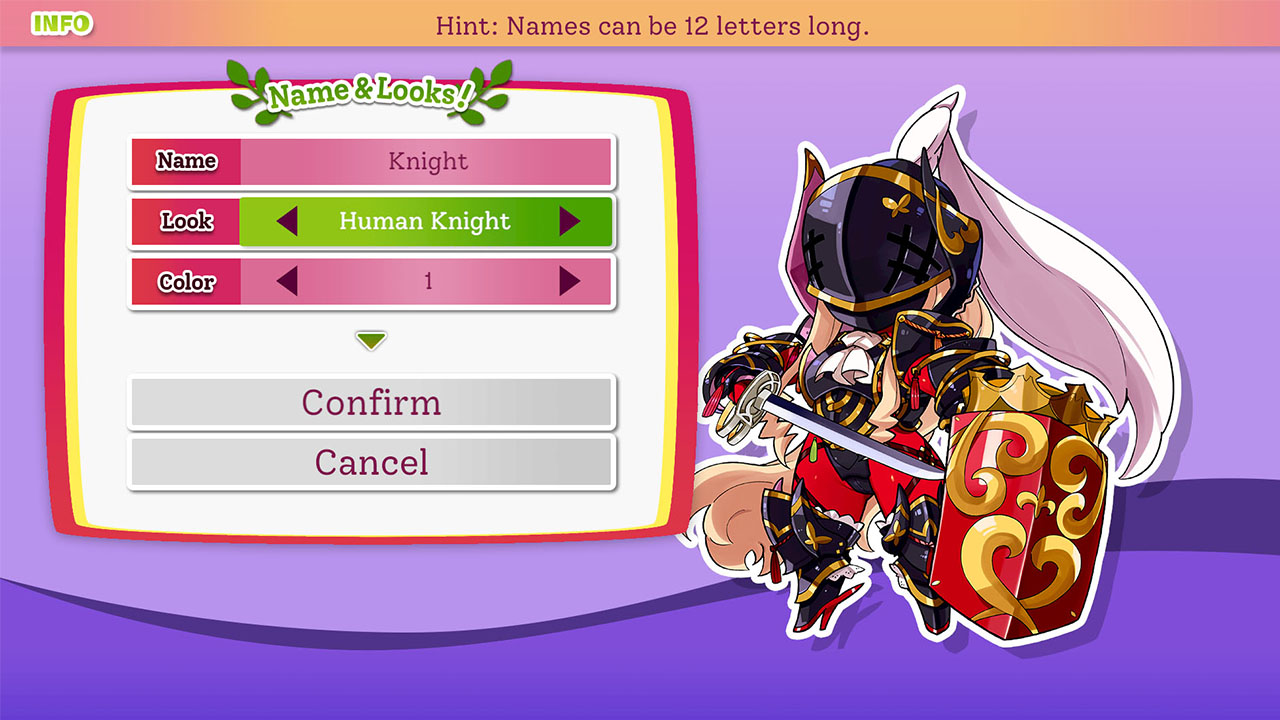 INFO
Hint: Names can be 12 letters long.
Name & Looks!
Name Knight
Look Human Knight
Color 1
Confirm
Cancel